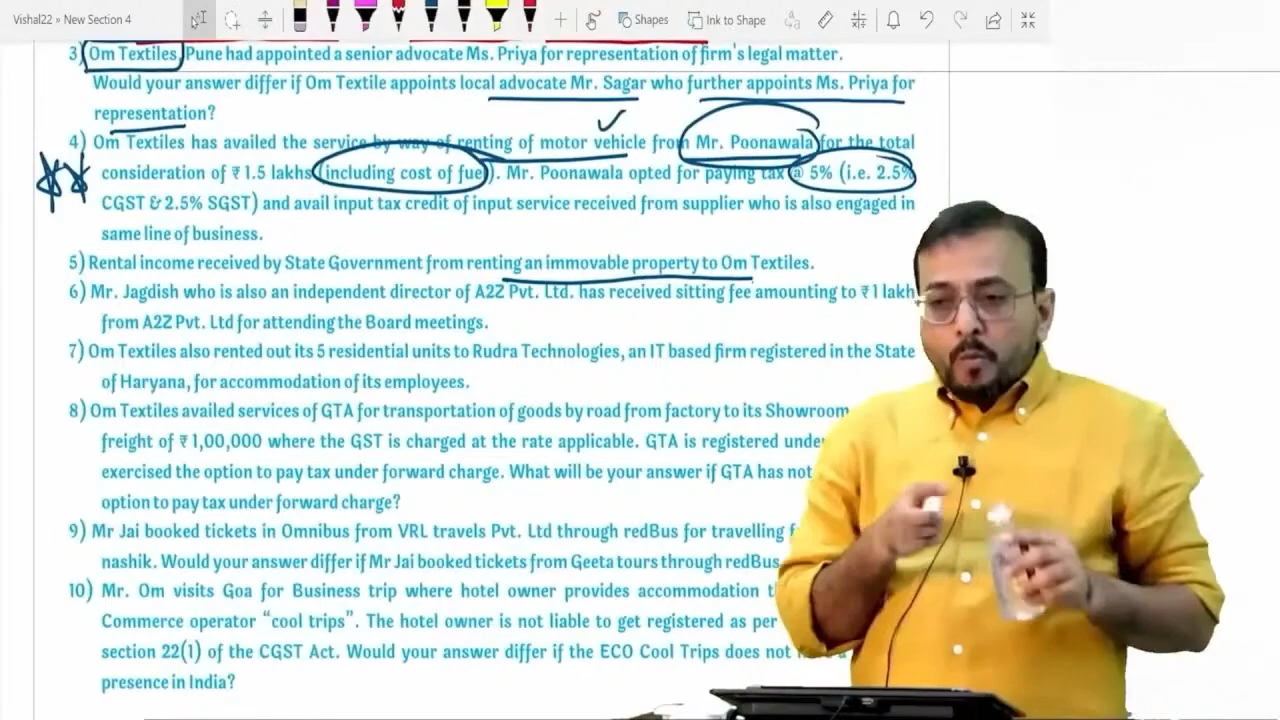 Vishal22 » New Section 4
Shapes
Ink to Shape
3) Om Textiles, Pune had appointed a senior advocate Ms. Priya for representation of firm's legal matter.
Would your answer differ if Om Textile appoints local advocate Mr. Sagar who further appoints Ms. Priya for
representation?
4) Om Textiles has availed the service by way of renting of motor vehicle from Mr. Poonawala for the total
consideration of ₹ 1.5 lakhs (including cost of fuel). Mr. Poonawala opted for paying tax @ 5% (i.e. 2.5%
CGST & 2.5% SGST) and avail input tax credit of input service received from supplier who is also engaged in
same line of business.
5) Rental income received by State Government from renting an immovable property to Om Textiles.
6) Mr. Jagdish who is also an independent director of A2Z Pvt. Ltd. has received sitting fee amounting to ₹ 1 lakh
from A2Z Pvt. Ltd for attending the Board meetings.
7) Om Textiles also rented out its 5 residential units to Rudra Technologies, an IT based firm registered in the State
of Haryana, for accommodation of its employees.
8) Om Textiles availed services of GTA for transportation of goods by road from factory to its Showroom
freight of ₹ 1,00,000 where the GST is charged at the rate applicable. GTA is registered unde
exercised the option to pay tax under forward charge. What will be your answer if GTA has not
option to pay tax under forward charge?
9) Mr Jai booked tickets in Omnibus from VRL travels Pvt. Ltd through redBus for travelling f
nashik. Would your answer differ if Mr Jai booked tickets from Geeta tours through redBus
10) Mr. Om visits Goa for Business trip where hotel owner provides accommodation t
Commerce operator "cool trips". The hotel owner is not liable to get registered as per
section 22(1) of the CGST Act. Would your answer differ if the ECO Cool Trips does not
presence in India?